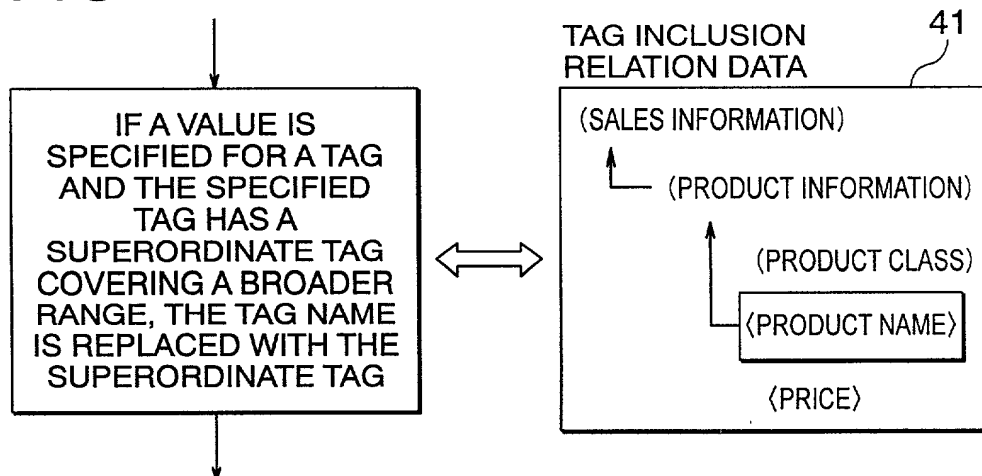 41
TAG INCLUSION
RELATION DATA
IF A VALUE IS
SPECIFIED FOR A TAG
AND THE SPECIFIED
TAG HAS A
SUPERORDINATE TAG
COVERING A BROADER
RANGE, THE TAG NAME
IS REPLACED WITH THE
SUPERORDINATE TAG
(SALES INFORMATION)
(PRODUCT INFORMATION)
(PRODUCT CLASS)
⟨PRODUCT NAME⟩
⟨PRICE⟩